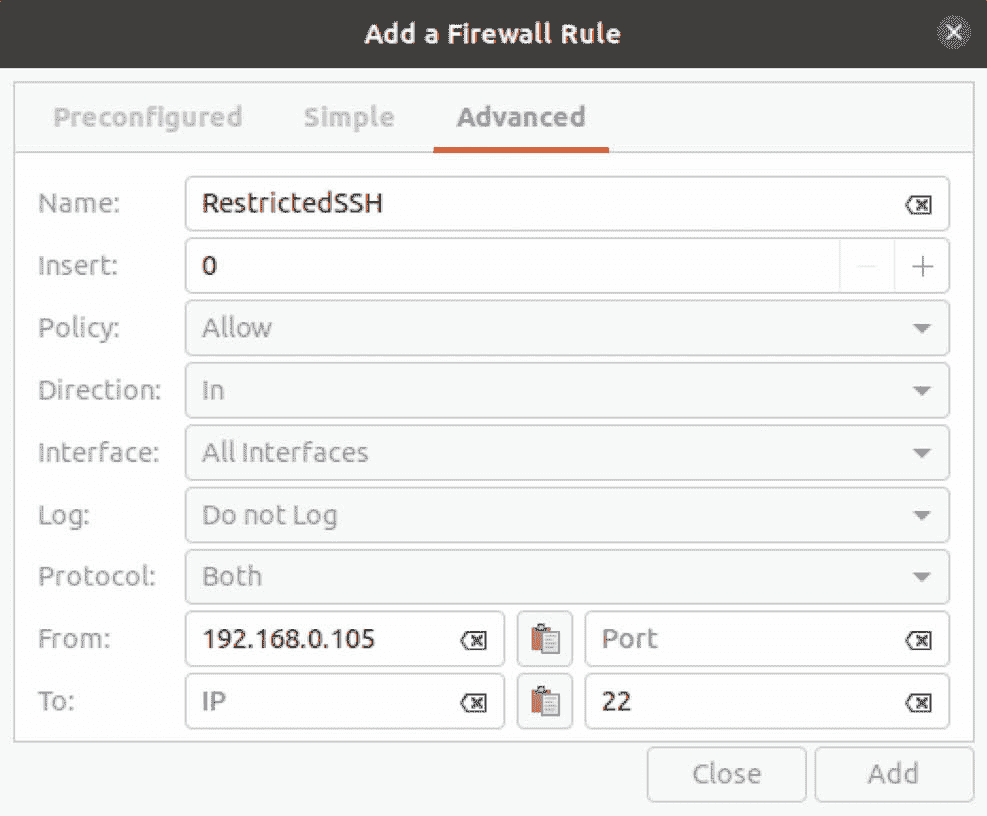 Add a Firewall Rule
Preconfigured Simple Advanced
Name: RestrictedSSH
Insert: 0
Policy: Allow
Direction: In
Interface: All Interfaces
Log: Do not Log
Protocol: Both
From: 192.168.0.105 Port
To: IP 22
Close Add